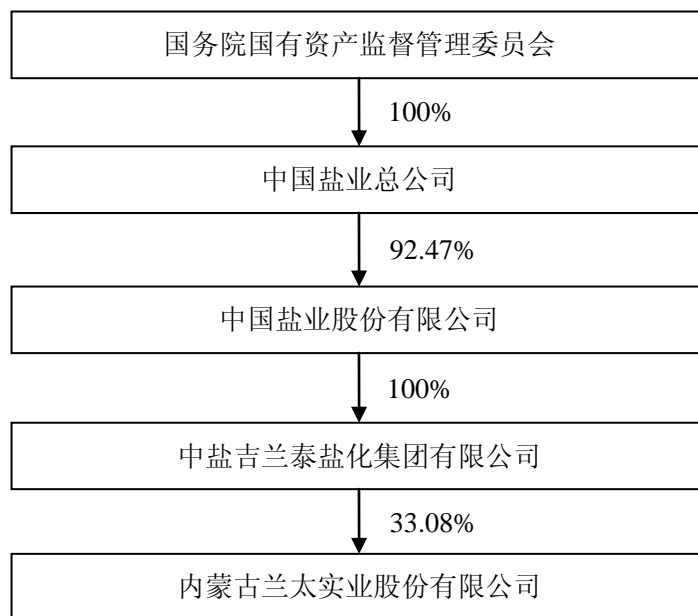 国务院国有资产监督管理委员会
100%
中国盐业总公司
92.47%
中国盐业股份有限公司
100%
中盐吉兰泰盐化集团有限公司
33.08%
内蒙古兰太实业股份有限公司